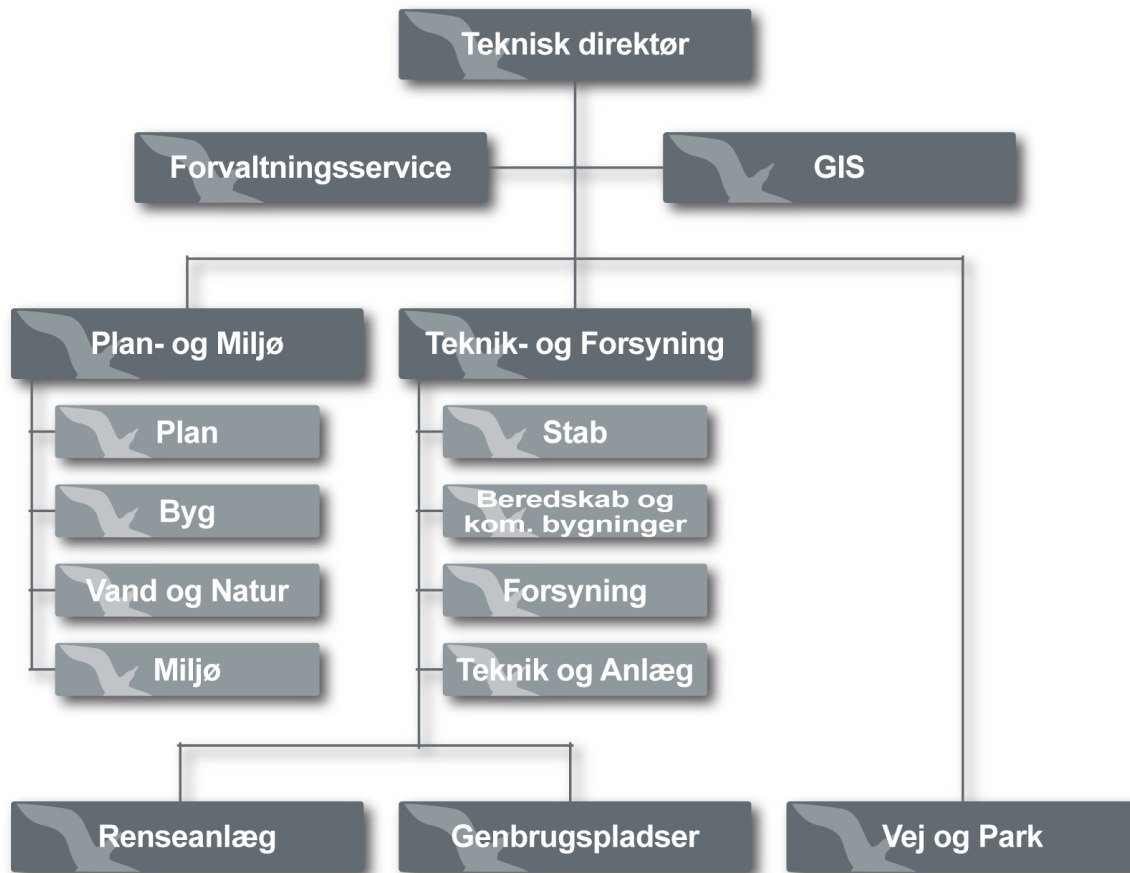 Teknisk direktør
Forvaltningsservice
GIS
Plan- og Miljø
Teknik- og Forsyning
Plan
Stab
Byg
Beredskab og
kom. bygninger
Vand og Natur
Forsyning
Miljø
Teknik og Anlæg
Renseanlæg
Genbrugspladser
Vej og Park